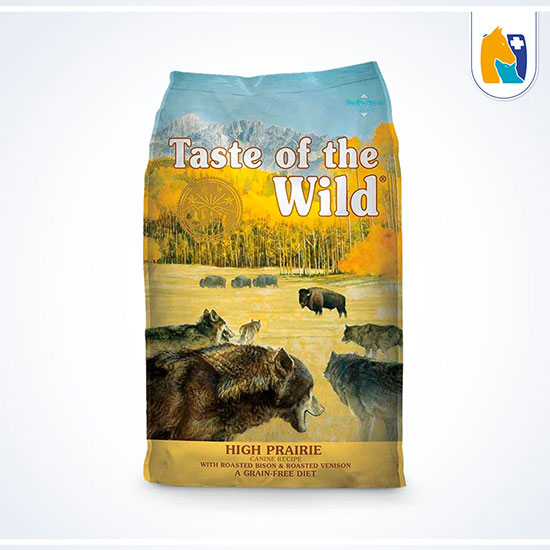 Taste of the
Wild®
HIGH PRAIRIE
CANINE RECIPE
WITH ROASTED BISON & ROASTED VENISON
A GRAIN-FREE DIET